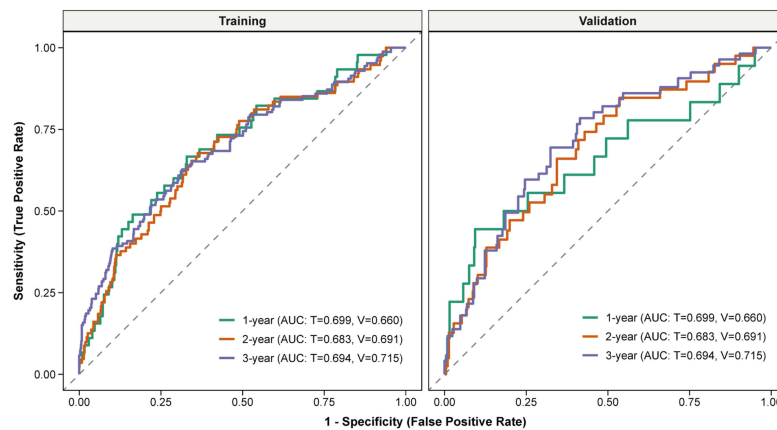 Training
Validation
Sensitivity (True Positive Rate)
1.00
0.75
0.50
0.25
0.00
1-year (AUC: T=0.699, V=0.660)
2-year (AUC: T=0.683, V=0.691)
3-year (AUC: T=0.694, V=0.715)
1-year (AUC: T=0.699, V=0.660)
2-year (AUC: T=0.683, V=0.691)
3-year (AUC: T=0.694, V=0.715)
0.00 0.25 0.50 0.75 1.00
0.00 0.25 0.50 0.75 1.00
1 - Specificity (False Positive Rate)